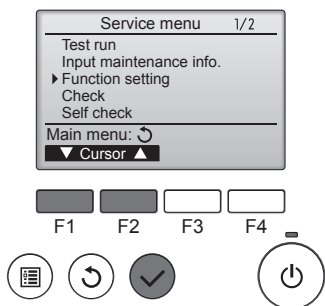 Service menu 1/2
Test run
Input maintenance info.
Function setting
Check
Self check
Main menu:
Cursor
F1 F2 F3 F4